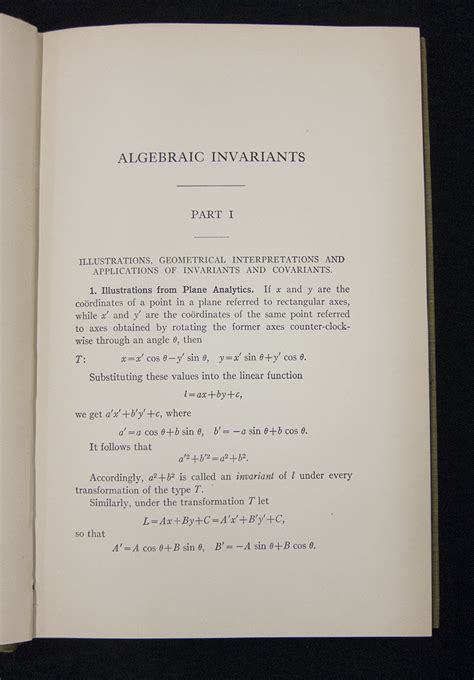 ALGEBRAIC INVARIANTS
PART I
ILLUSTRATIONS, GEOMETRICAL INTERPRETATIONS AND
APPLICATIONS OF INVARIANTS AND COVARIANTS.
1. Illustrations from Plane Analytics. If x and y are the
coördinates of a point in a plane referred to rectangular axes,
while x′ and y′ are the coördinates of the same point referred
to axes obtained by rotating the former axes counter-clock-
wise through an angle θ, then
T: x=x′ cos θ−y′ sin θ, y=x′ sin θ+y′ cos θ.
Substituting these values into the linear function
l=ax+by+c,
we get a′x′+b′y′+c, where
a′=a cos θ+b sin θ, b′=−a sin θ+b cos θ.
It follows that
a′²+b′²=a²+b².
Accordingly, a²+b² is called an invariant of l under every
transformation of the type T.
Similarly, under the transformation T let
L=Ax+By+C=A′x′+B′y′+C,
so that
A′=A cos θ+B sin θ, B′=−A sin θ+B cos θ.